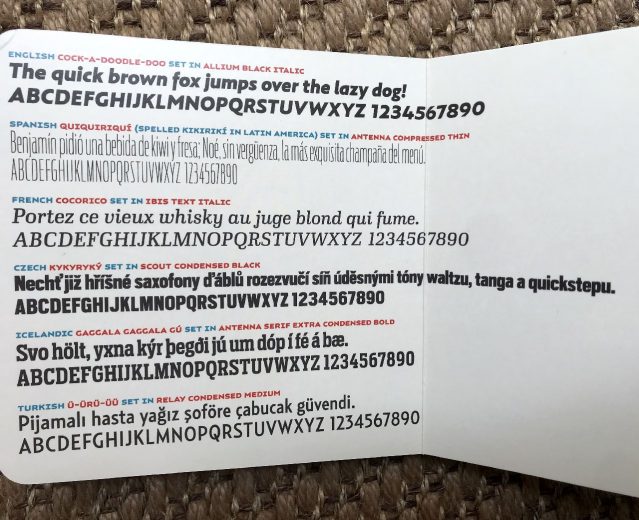 ENGLISH COCK-A-DOODLE-DOO SET IN ALLIUM BLACK ITALIC
The quick brown fox jumps over the lazy dog!
ABCDEFGHIJKLMNOPQRSTUVWXYZ 1234567890
SPANISH QUIQUIRIQUÍ (SPELLED KIKIRIKÍ IN LATIN AMERICA) SET IN ANTENNA COMPRESSED THIN
Benjamín pidió una bebida de kiwi y fresa; Noé, sin vergüenza, la más exquisita champaña del menú.
ABCDEFGHIJKLMNOPQRSTUVWXYZ 1234567890
FRENCH COCORICO SET IN IBIS TEXT ITALIC
Portez ce vieux whisky au juge blond qui fume.
ABCDEFGHIJKLMNOPQRSTUVWXYZ 1234567890
CZECH KYKYRYKÝ SET IN SCOUT CONDENSED BLACK
Nechť již hříšné saxofony ďáblů rozezvučí síň úděsnými tóny waltzu, tanga a quickstepu.
ABCDEFGHIJKLMNOPQRSTUVWXYZ 1234567890
ICELANDIC GAGGALA GAGGALA GÚ SET IN ANTENNA SERIF EXTRA CONDENSED BOLD
Svo hölt, yxna kýr þegði jú um dóp í fé á bæ.
ABCDEFGHIJKLMNOPQRSTUVWXYZ 1234567890
TURKISH Ü-ÜRÜ-ÜÜ SET IN RELAY CONDENSED MEDIUM
Pijamalı hasta yağız şoföre çabucak güvendi.
ABCDEFGHIJKLMNOPQRSTUVWXYZ 1234567890